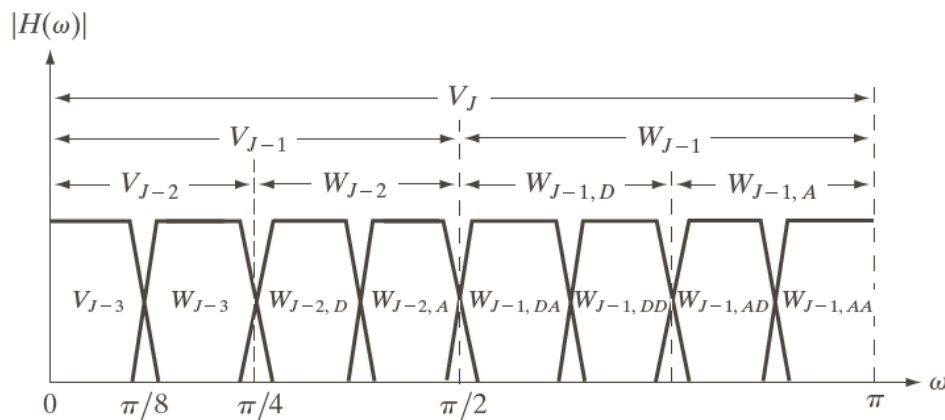 |H(ω)|
V_J
V_{J−1} W_{J−1}
V_{J−2} W_{J−2} W_{J−1, D} W_{J−1, A}
V_{J−3} W_{J−3} W_{J−2, D} W_{J−2, A} W_{J−1, DA} W_{J−1, DD} W_{J−1, AD} W_{J−1, AA}
0 π/8 π/4 π/2 π ω